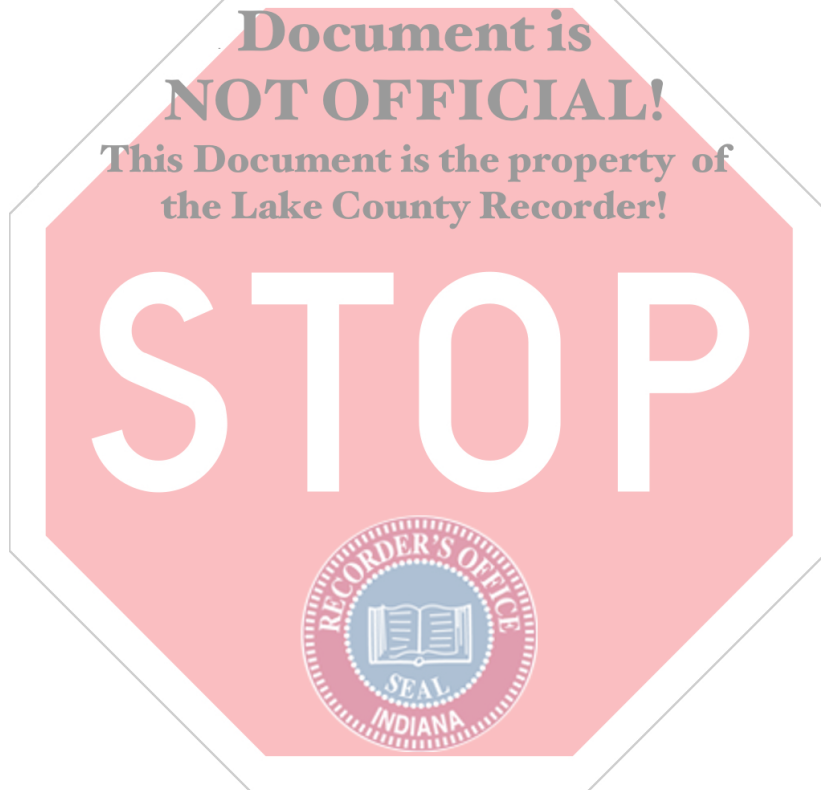 Document is
NOT OFFICIAL!
This Document is the property of
the Lake County Recorder!
STOP
RECORDER'S OFFICE
SEAL
INDIANA